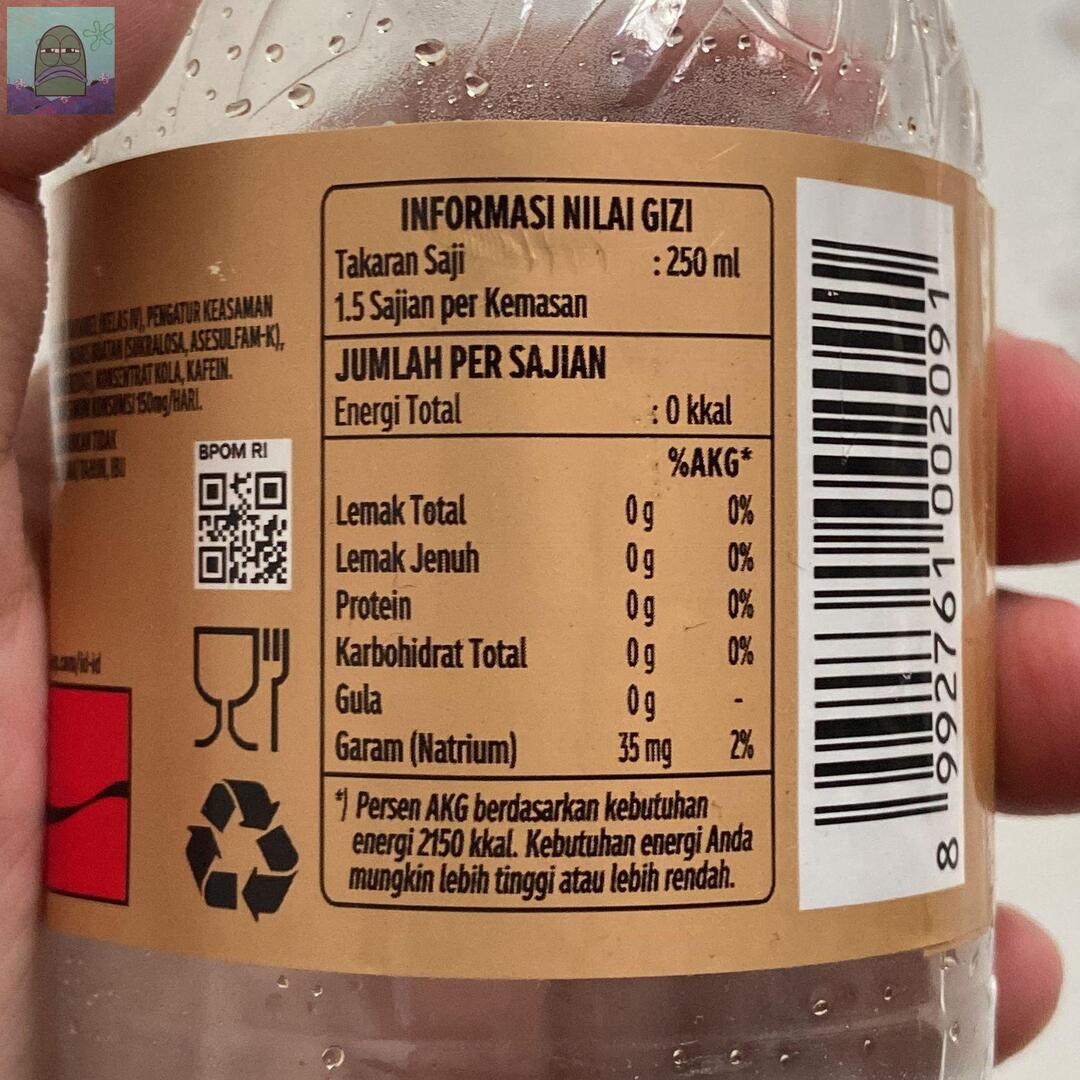 PENGATUR KEASAMAN
(SUKRALOSA, ASESULFAM-K),
KONSENTRAT KOLA, KAFEIN.
KONSUMSI 150mg/HARI.
TIDAK
IBU
BPOM RI
INFORMASI NILAI GIZI
Takaran Saji : 250 ml
1.5 Sajian per Kemasan
JUMLAH PER SAJIAN
Energi Total : 0 kkal
%AKG*
Lemak Total 0 g 0%
Lemak Jenuh 0 g 0%
Protein 0 g 0%
Karbohidrat Total 0 g 0%
Gula 0 g -
Garam (Natrium) 35 mg 2%
*) Persen AKG berdasarkan kebutuhan
energi 2150 kkal. Kebutuhan energi Anda
mungkin lebih tinggi atau lebih rendah.
8 992761 002091